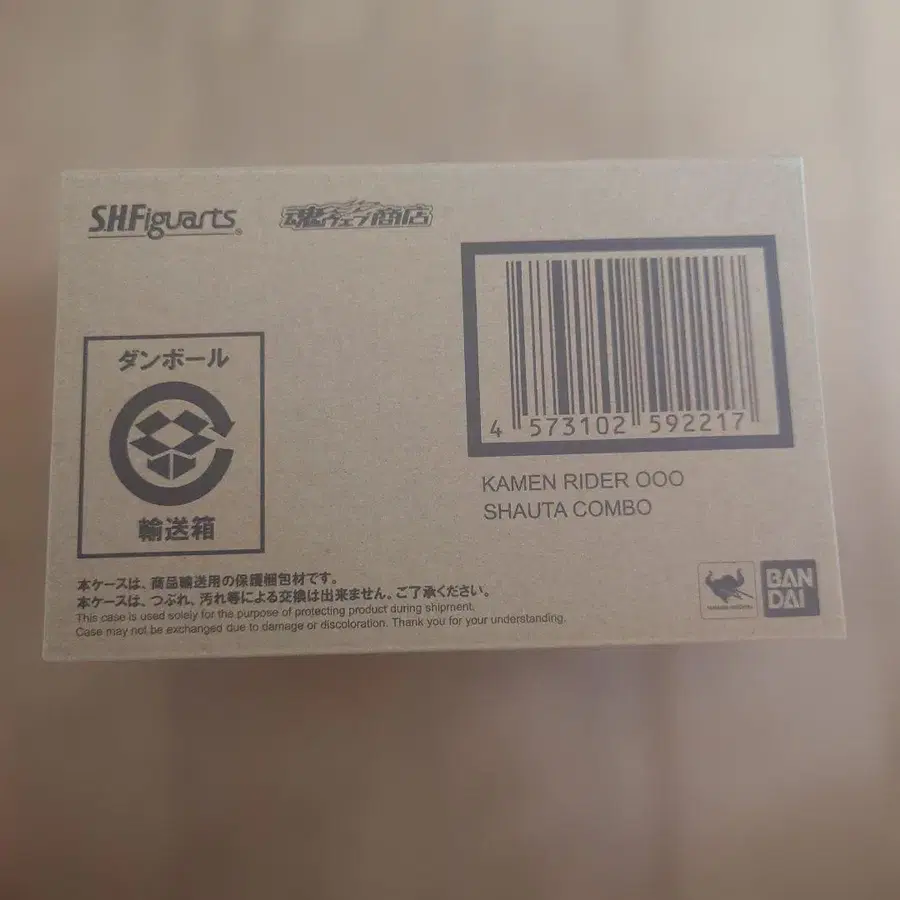 S.H.Figuarts
魂ウェブ商店
ダンボール
輸送箱
4 573102 592217
KAMEN RIDER OOO
SHAUTA COMBO
本ケースは、商品輸送用の保護梱包材です。
本ケースは、つぶれ、汚れ等による交換は出来ません。ご了承ください。
This case is used solely for the purpose of protecting product during shipment.
Case may not be exchanged due to damage or discoloration. Thank you for your understanding.
BAN
DAI